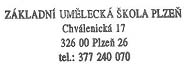 ZÁKLADNÍ UMĚLECKÁ ŠKOLA PLZEŇ
Chválenická 17
326 00 Plzeň 26
tel.: 377 240 070